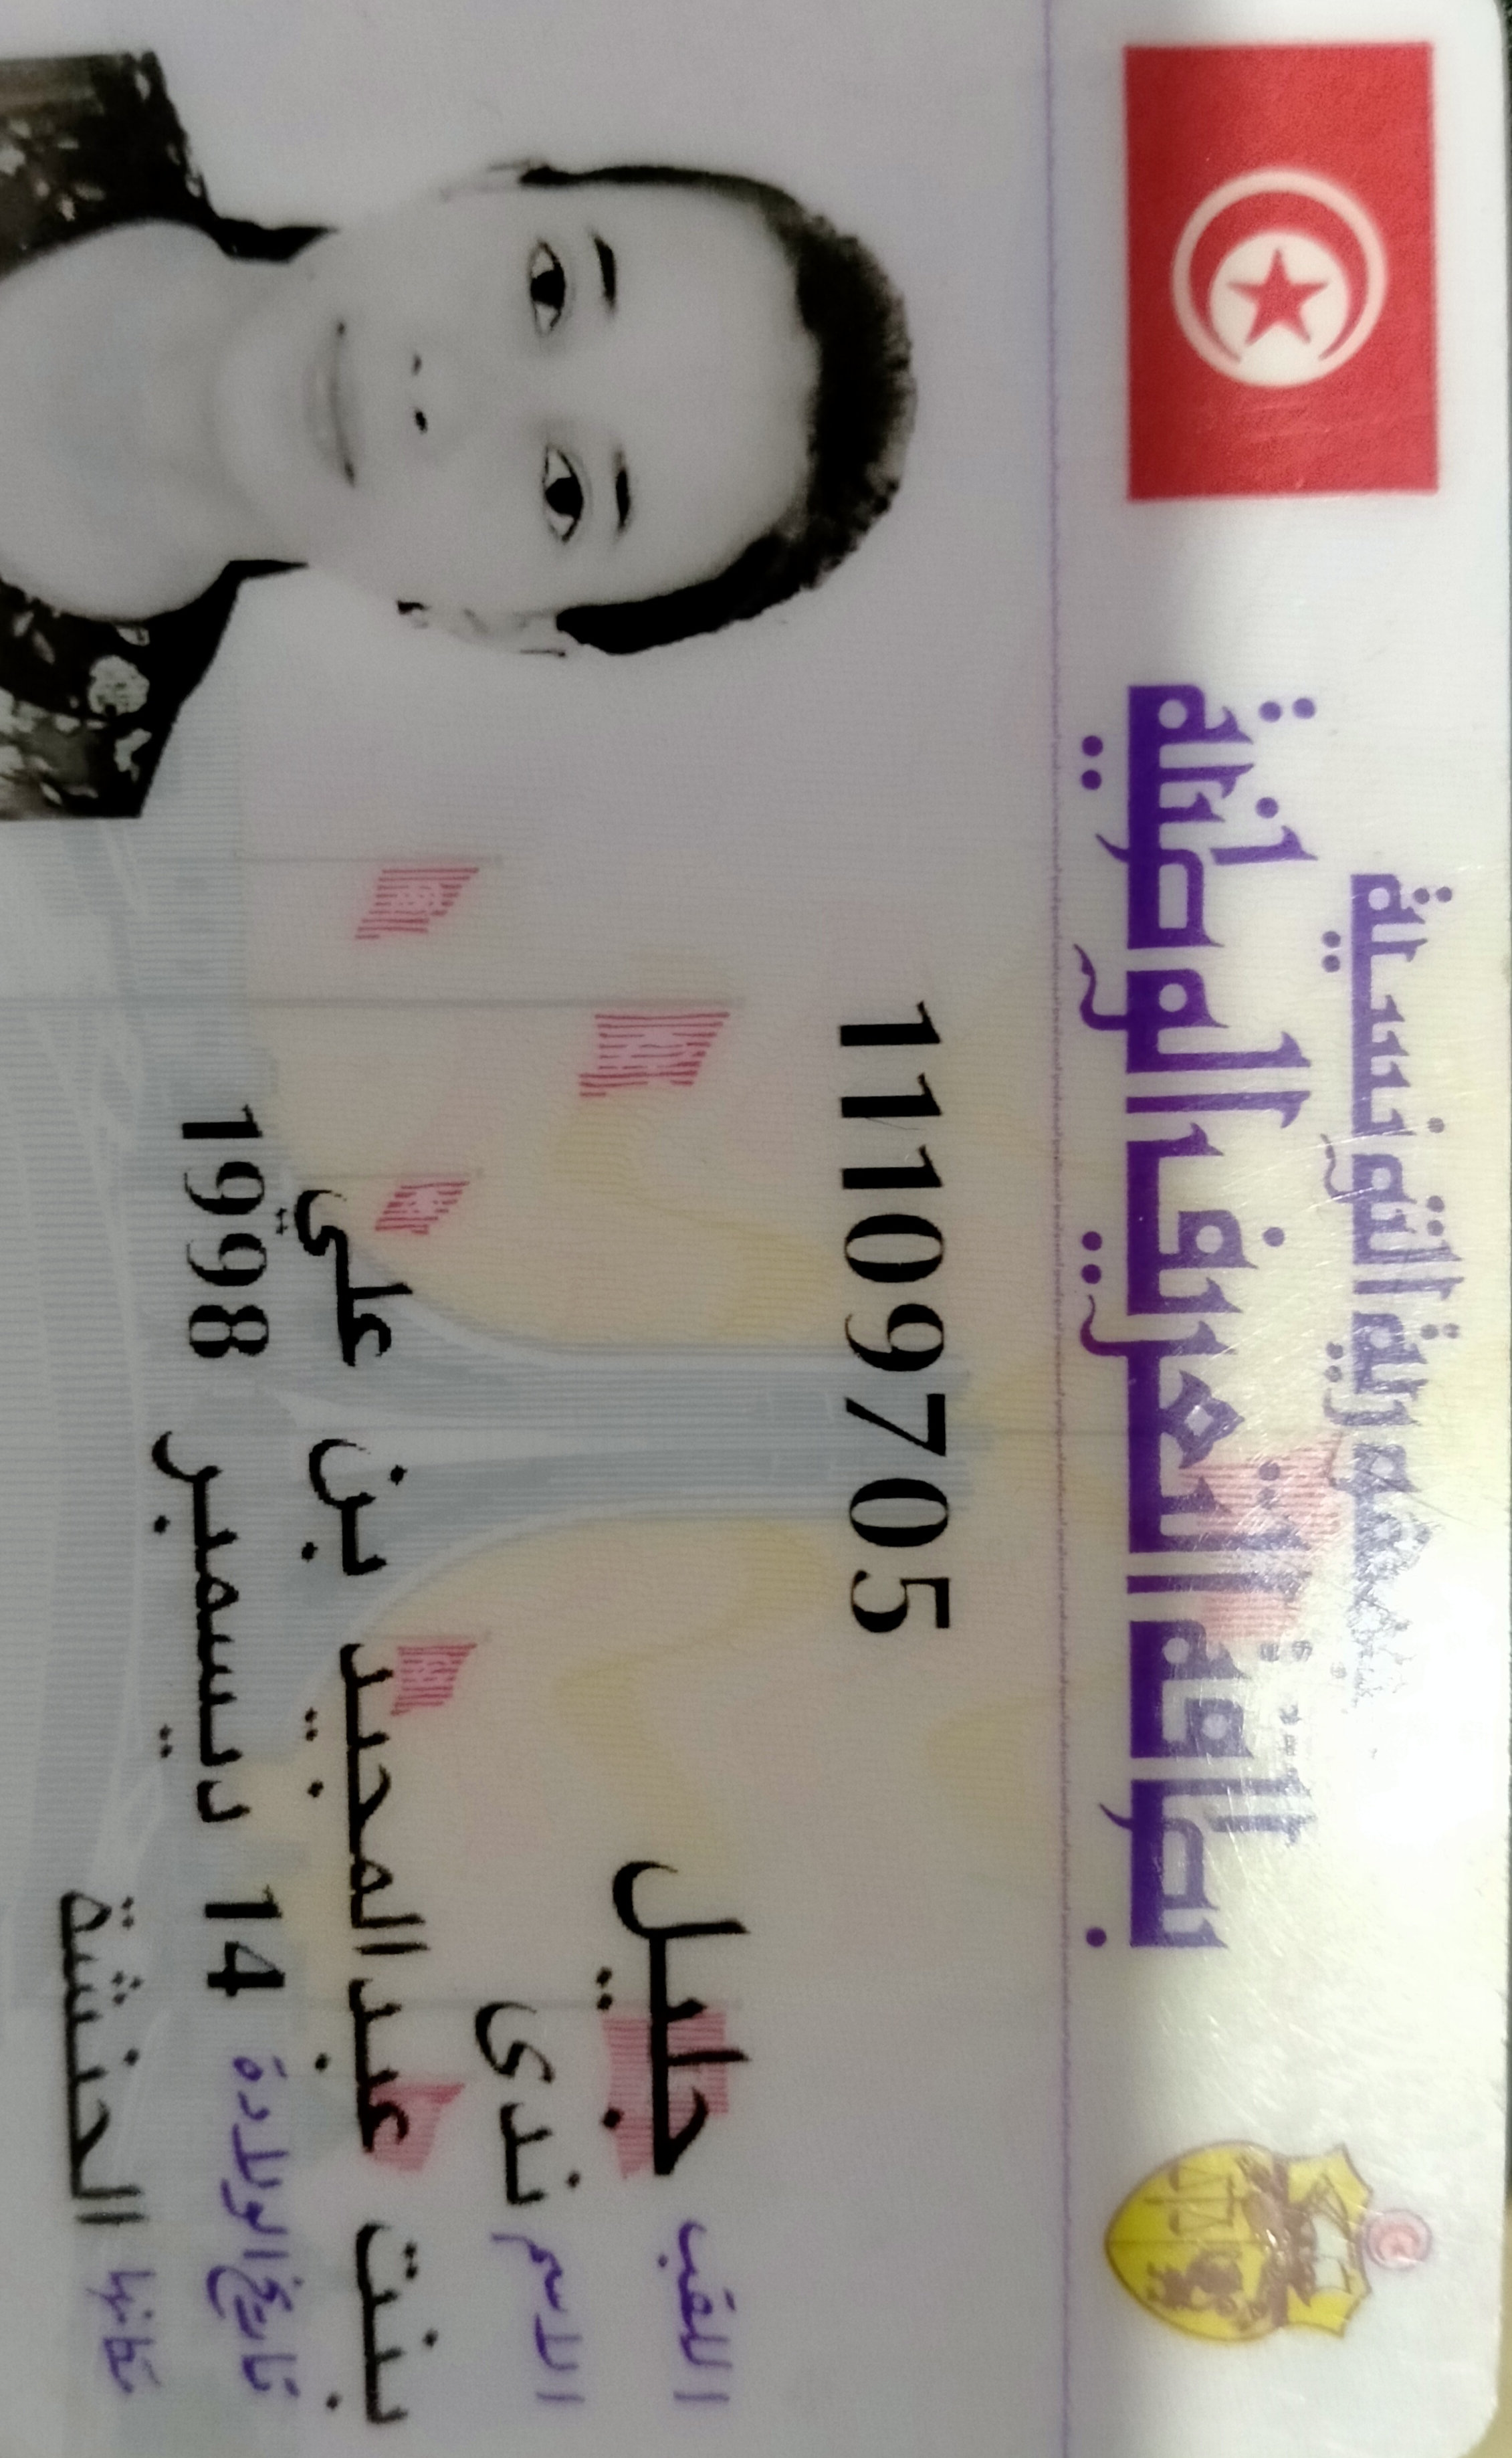 الجمهورية التونسية
بطاقة التعريف الوطنية
11109705
اللقب جليل
الاسم ندى
بنت عبد المجيد بن علي
تاريخ الولادة 14 ديسمبر 1998
مكانها الحنشة